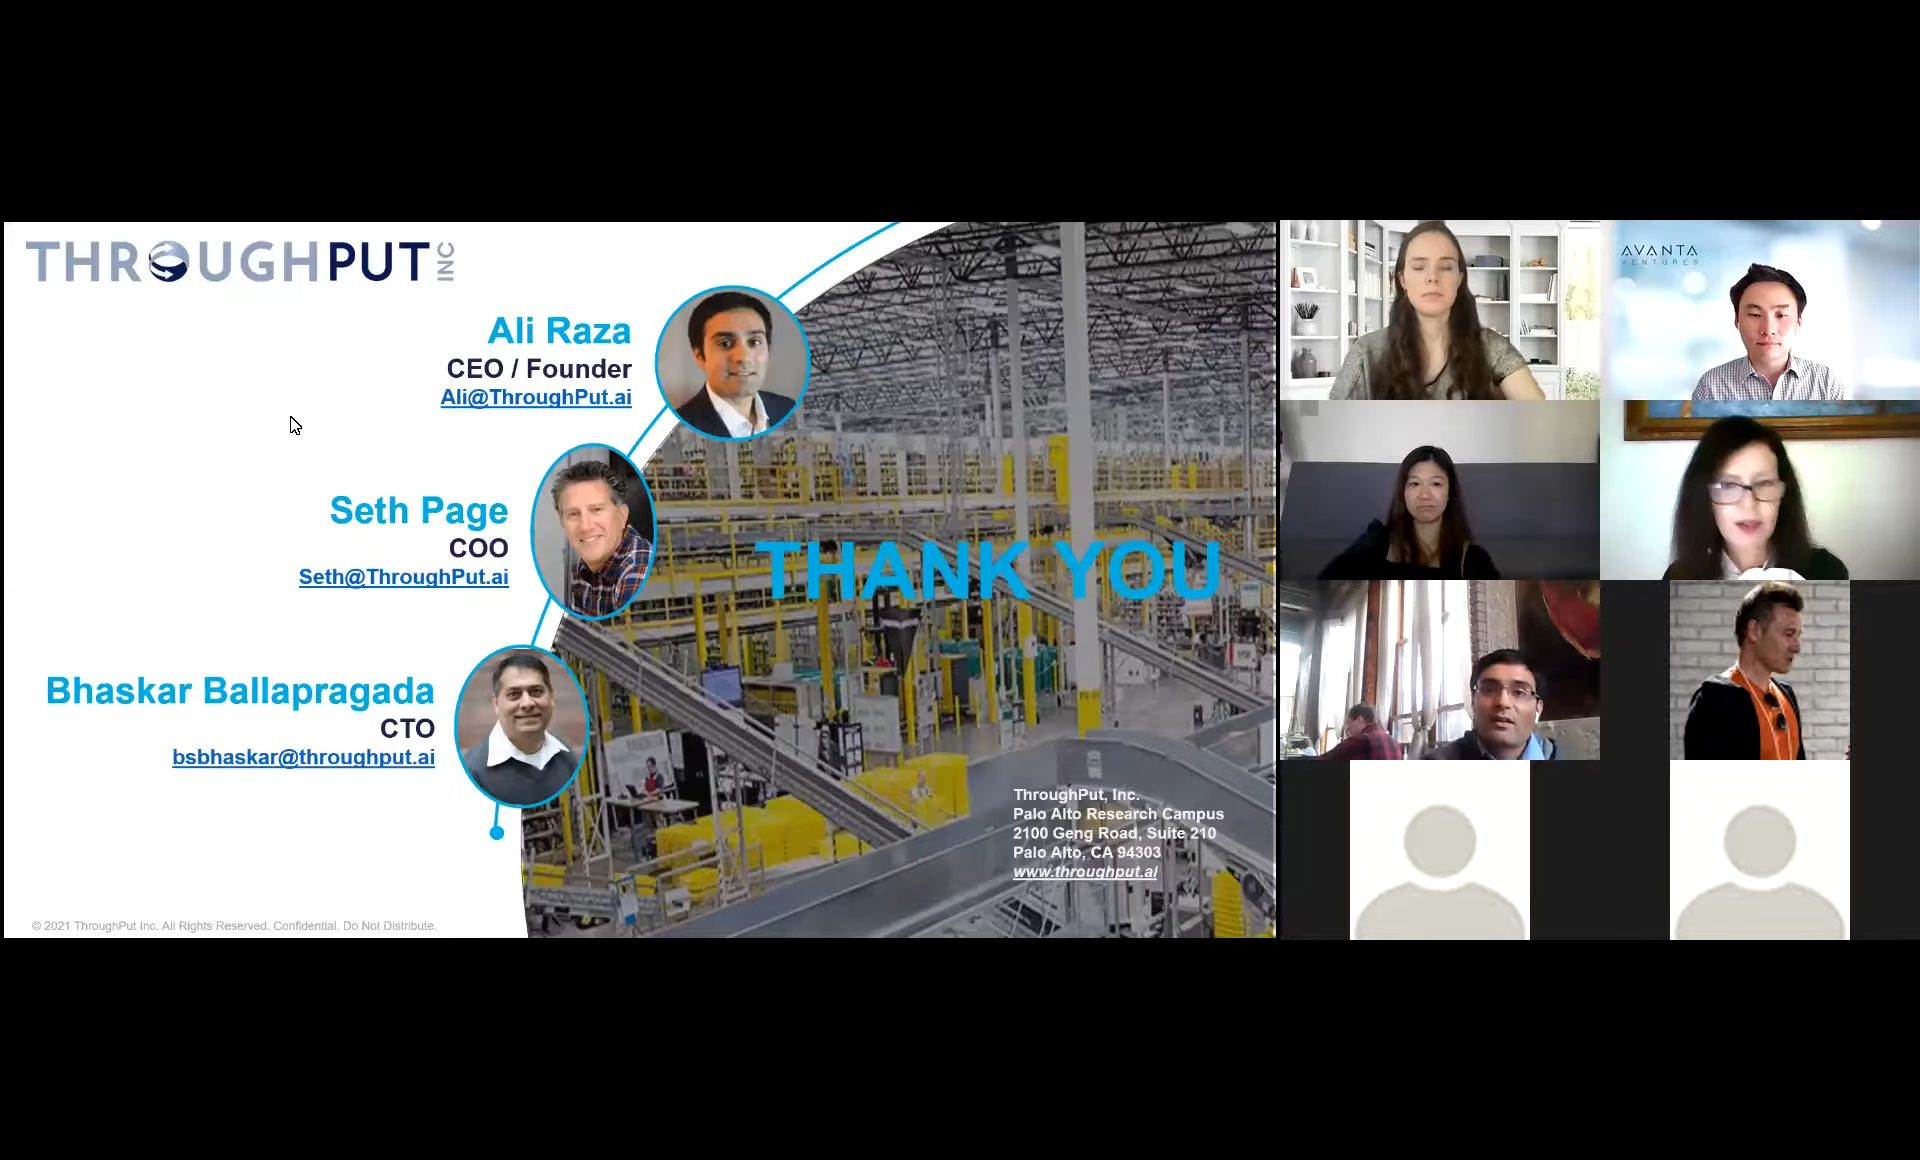 THROUGHPUT INC
Ali Raza
CEO / Founder
Ali@ThroughPut.ai
Seth Page
COO
Seth@ThroughPut.ai
THANK YOU
Bhaskar Ballapragada
CTO
bsbhaskar@throughput.ai
ThroughPut, Inc.
Palo Alto Research Campus
2100 Geng Road, Suite 210
Palo Alto, CA 94303
www.throughput.ai
© 2021 ThroughPut Inc. All Rights Reserved. Confidential. Do Not Distribute.
AVANTA
VENTURES